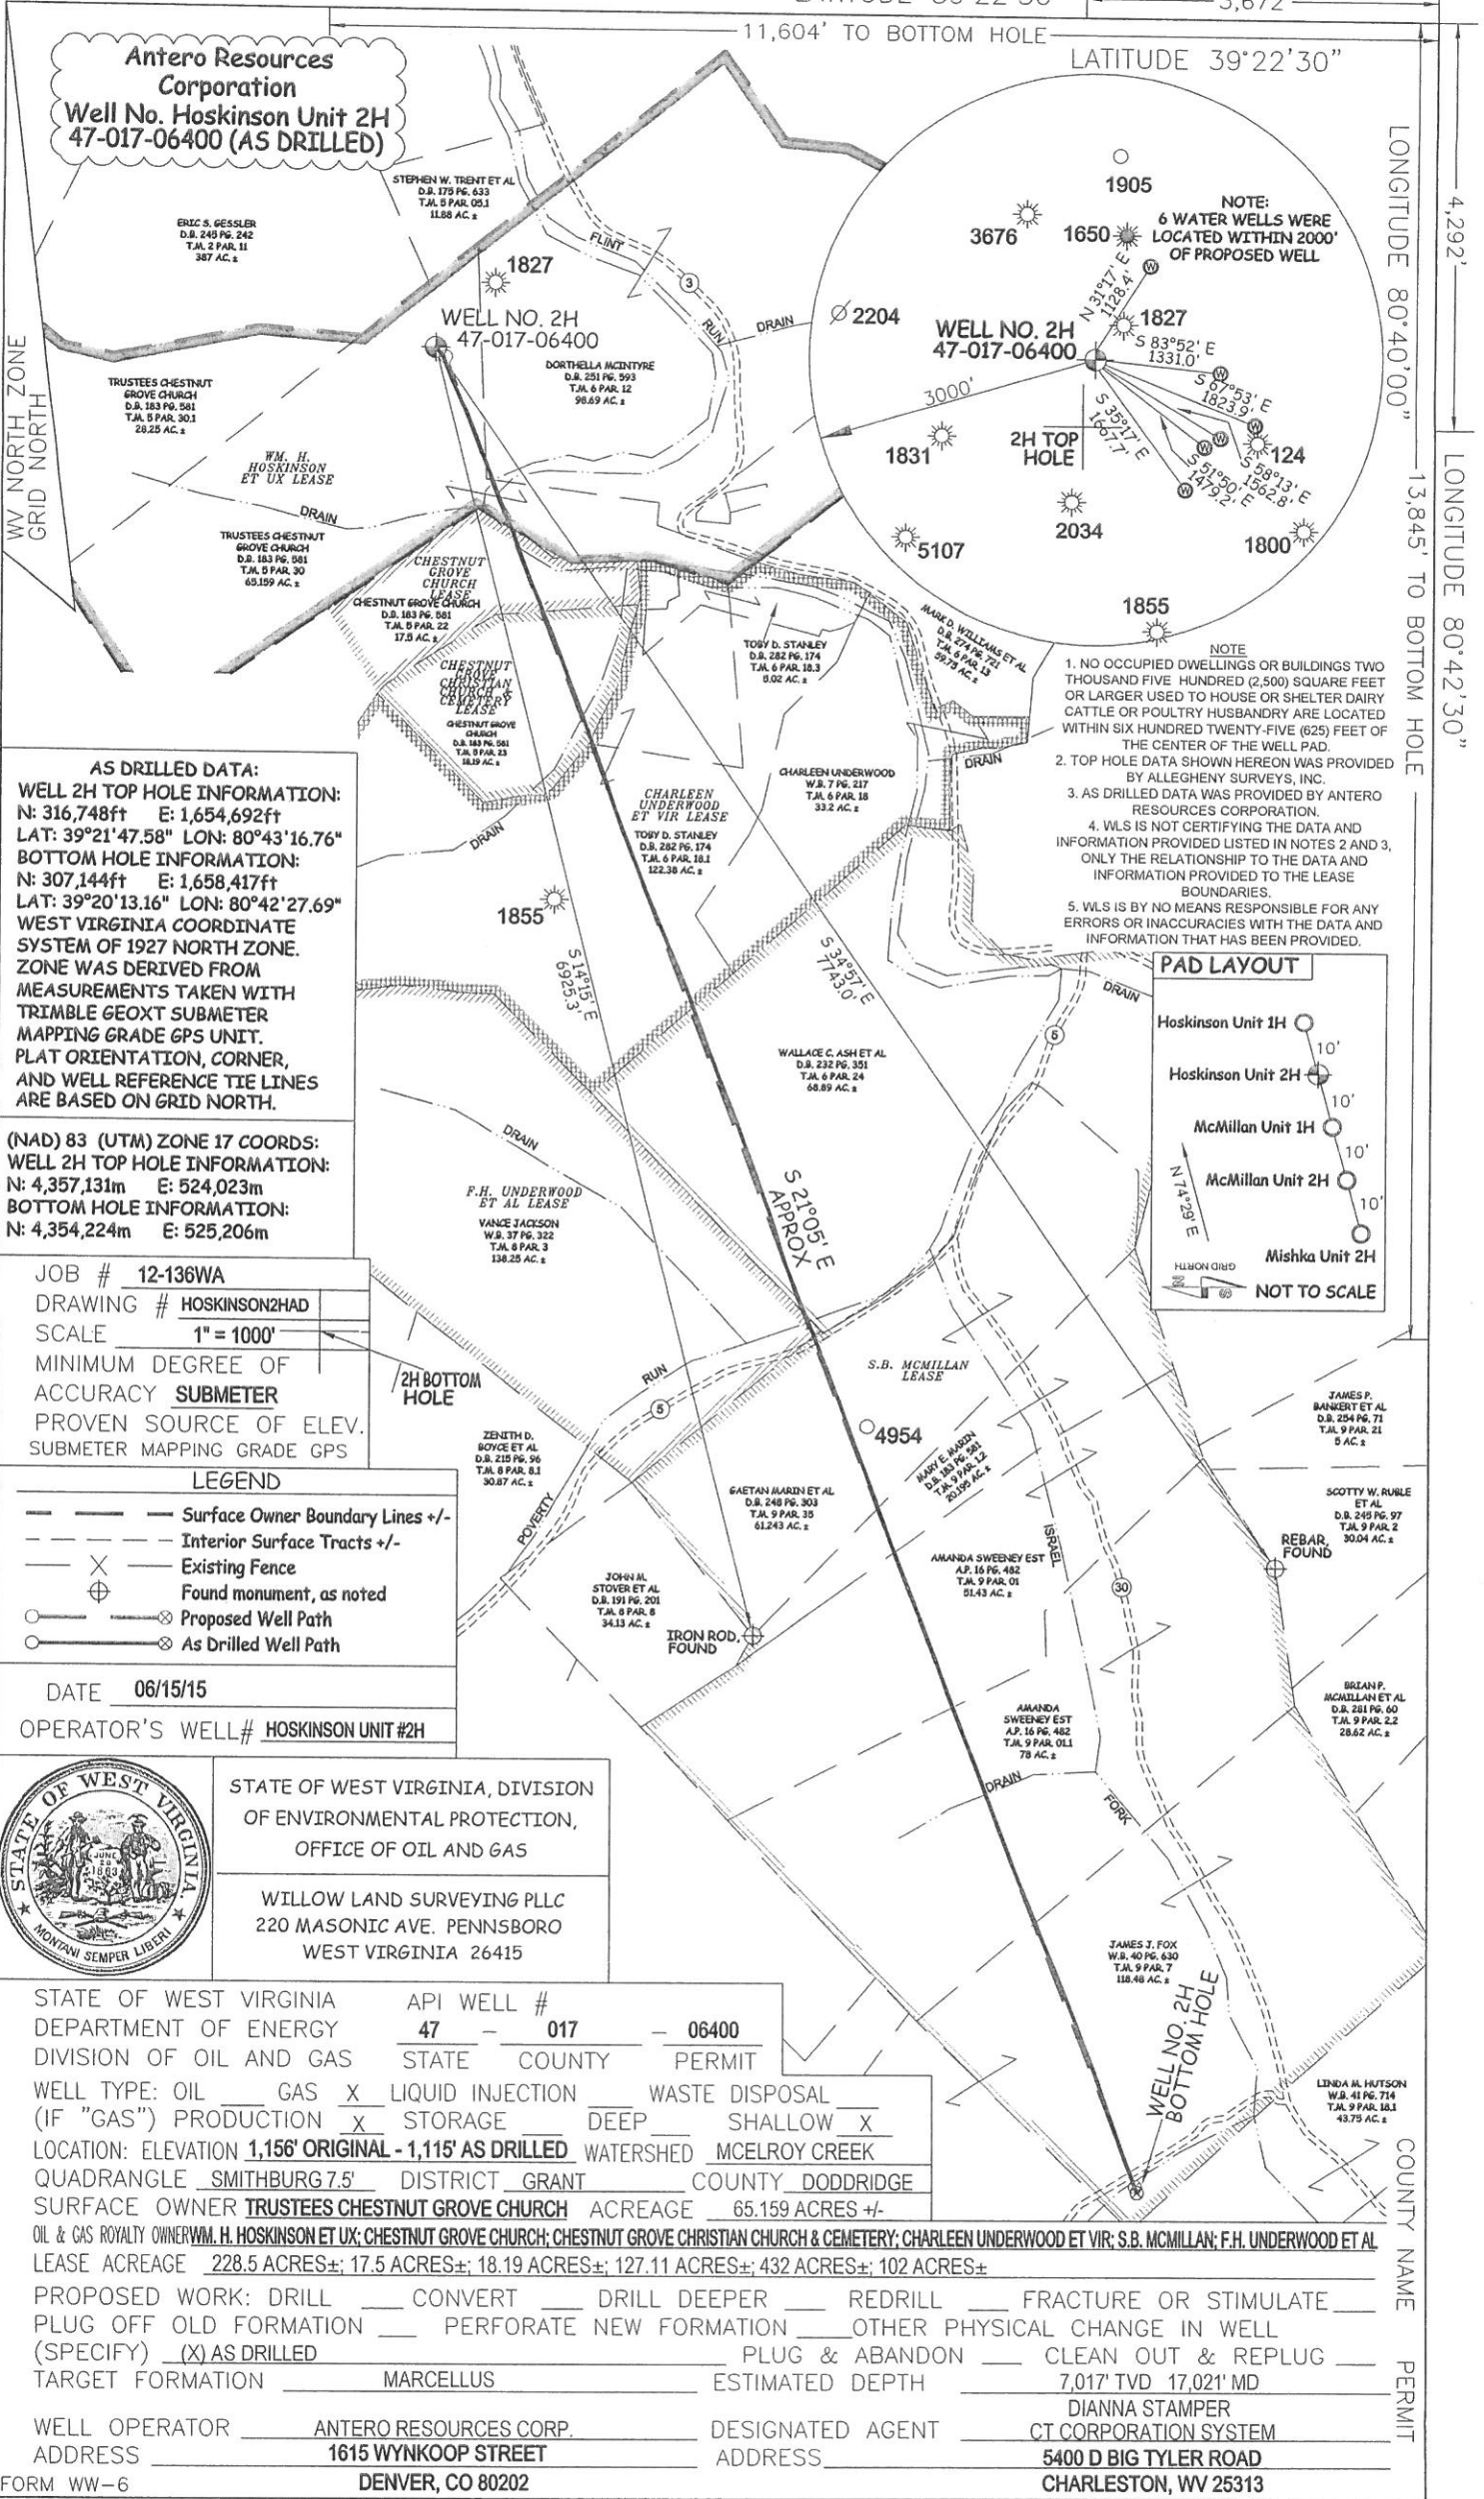 LATITUDE 39°22'30"
3,672'
11,604' TO BOTTOM HOLE
LATITUDE 39°22'30"
Antero Resources
Corporation
Well No. Hoskinson Unit 2H
47-017-06400 (AS DRILLED)
LONGITUDE 80°40'00"
4,292'
13,845' TO BOTTOM HOLE
LONGITUDE 80°42'30"
WV NORTH ZONE
GRID NORTH
STEPHEN W. TRENT ET AL
D.B. 175 PG. 633
T.M. 5 PAR. 05.1
11.88 AC. ±
ERIC S. GESSLER
D.B. 245 PG. 242
T.M. 2 PAR. 11
387 AC. ±
FLINT
RUN
3
1827
WELL NO. 2H
47-017-06400
DRAIN
DORTHELLA MCINTYRE
D.B. 251 PG. 593
T.M. 6 PAR. 12
98.69 AC. ±
TRUSTEES CHESTNUT
GROVE CHURCH
D.B. 183 PG. 581
T.M. 5 PAR. 30.1
28.25 AC. ±
WM. H.
HOSKINSON
ET UX LEASE
DRAIN
TRUSTEES CHESTNUT
GROVE CHURCH
D.B. 183 PG. 581
T.M. 5 PAR. 30
65.159 AC. ±
1905
3676
1650
NOTE:
6 WATER WELLS WERE
LOCATED WITHIN 2000'
OF PROPOSED WELL
W
N 31°17' E
1128.4'
2204
1827
WELL NO. 2H
47-017-06400
S 83°52' E
1331.0'
W
S 67°53' E
1823.9'
W
3000'
S 35°17' E
1667.7'
1831
2H TOP
HOLE
W
W
124
S 58°13' E
1562.8'
S 51°50' E
1479.2'
W
2034
5107
1800
1855
CHESTNUT
GROVE
CHURCH
LEASE
CHESTNUT GROVE CHURCH
D.B. 183 PG. 581
T.M. 5 PAR. 22
17.5 AC. ±
CHESTNUT
GROVE
CHRISTIAN
CHURCH &
CEMETERY
LEASE
CHESTNUT GROVE
CHURCH
D.B. 183 PG. 581
T.M. 5 PAR. 23
18.19 AC. ±
TOBY D. STANLEY
D.B. 282 PG. 174
T.M. 6 PAR. 18.3
5.02 AC. ±
MARK D. WILLIAMS ET AL
D.B. 274 PG. 721
T.M. 6 PAR. 13
59.75 AC. ±
DRAIN
NOTE
1. NO OCCUPIED DWELLINGS OR BUILDINGS TWO
THOUSAND FIVE HUNDRED (2,500) SQUARE FEET
OR LARGER USED TO HOUSE OR SHELTER DAIRY
CATTLE OR POULTRY HUSBANDRY ARE LOCATED
WITHIN SIX HUNDRED TWENTY-FIVE (625) FEET OF
THE CENTER OF THE WELL PAD.
2. TOP HOLE DATA SHOWN HEREON WAS PROVIDED
BY ALLEGHENY SURVEYS, INC.
3. AS DRILLED DATA WAS PROVIDED BY ANTERO
RESOURCES CORPORATION.
4. WLS IS NOT CERTIFYING THE DATA AND
INFORMATION PROVIDED LISTED IN NOTES 2 AND 3,
ONLY THE RELATIONSHIP TO THE DATA AND
INFORMATION PROVIDED TO THE LEASE
BOUNDARIES.
5. WLS IS BY NO MEANS RESPONSIBLE FOR ANY
ERRORS OR INACCURACIES WITH THE DATA AND
INFORMATION THAT HAS BEEN PROVIDED.
AS DRILLED DATA:
WELL 2H TOP HOLE INFORMATION:
N: 316,748ft E: 1,654,692ft
LAT: 39°21'47.58" LON: 80°43'16.76"
BOTTOM HOLE INFORMATION:
N: 307,144ft E: 1,658,417ft
LAT: 39°20'13.16" LON: 80°42'27.69"
WEST VIRGINIA COORDINATE
SYSTEM OF 1927 NORTH ZONE.
ZONE WAS DERIVED FROM
MEASUREMENTS TAKEN WITH
TRIMBLE GEOXT SUBMETER
MAPPING GRADE GPS UNIT.
PLAT ORIENTATION, CORNER,
AND WELL REFERENCE TIE LINES
ARE BASED ON GRID NORTH.
(NAD) 83 (UTM) ZONE 17 COORDS:
WELL 2H TOP HOLE INFORMATION:
N: 4,357,131m E: 524,023m
BOTTOM HOLE INFORMATION:
N: 4,354,224m E: 525,206m
DRAIN
CHARLEEN
UNDERWOOD
ET VIR LEASE
TOBY D. STANLEY
D.B. 282 PG. 174
T.M. 6 PAR. 18.1
122.38 AC. ±
CHARLEEN UNDERWOOD
W.B. 7 PG. 217
T.M. 6 PAR. 18
33.2 AC. ±
1855
S 14°15' E
6925.3'
S 34°57' E
7743.0'
DRAIN
5
WALLACE C. ASH ET AL
D.B. 232 PG. 351
T.M. 6 PAR. 24
68.89 AC. ±
DRAIN
F.H. UNDERWOOD
ET AL LEASE
VANCE JACKSON
W.B. 37 PG. 322
T.M. 8 PAR. 3
138.25 AC. ±
S 21°05' E
APPROX
PAD LAYOUT
Hoskinson Unit 1H
10'
Hoskinson Unit 2H
10'
McMillan Unit 1H
10'
McMillan Unit 2H
10'
N 74°29' E
Mishka Unit 2H
GRID NORTH
NOT TO SCALE
JOB # 12-136WA
DRAWING # HOSKINSON2HAD
SCALE 1" = 1000'
MINIMUM DEGREE OF
ACCURACY SUBMETER
PROVEN SOURCE OF ELEV.
SUBMETER MAPPING GRADE GPS
2H BOTTOM
HOLE
RUN
5
POVERTY
S.B. MCMILLAN
LEASE
4954
ZENITH D.
BOYCE ET AL
D.B. 215 PG. 96
T.M. 8 PAR. 8.1
30.87 AC. ±
GAETAN MARIN ET AL
D.B. 248 PG. 303
T.M. 9 PAR. 35
61.243 AC. ±
MARY E. MARIN
D.B. 183 PG. 581
T.M. 9 PAR. 1.2
20.195 AC. ±
JAMES P.
BANKERT ET AL
D.B. 254 PG. 71
T.M. 9 PAR. 21
5 AC. ±
SCOTTY W. RUBLE
ET AL
D.B. 245 PG. 97
T.M. 9 PAR. 2
30.04 AC. ±
REBAR,
FOUND
ISRAEL
30
AMANDA SWEENEY EST
A.P. 16 PG. 482
T.M. 9 PAR. 01
51.43 AC. ±
JOHN M.
STOVER ET AL
D.B. 191 PG. 201
T.M. 8 PAR. 8
34.13 AC. ±
IRON ROD,
FOUND
LEGEND
Surface Owner Boundary Lines +/-
Interior Surface Tracts +/-
X Existing Fence
Found monument, as noted
Proposed Well Path
As Drilled Well Path
DATE 06/15/15
OPERATOR'S WELL# HOSKINSON UNIT #2H
AMANDA
SWEENEY EST
A.P. 16 PG. 482
T.M. 9 PAR. 01.1
78 AC. ±
BRIAN P.
MCMILLAN ET AL
D.B. 281 PG. 60
T.M. 9 PAR. 2.2
28.62 AC. ±
DRAIN
FORK
STATE OF WEST VIRGINIA.
JUNE
20
1863
MONTANI SEMPER LIBERI
STATE OF WEST VIRGINIA, DIVISION
OF ENVIRONMENTAL PROTECTION,
OFFICE OF OIL AND GAS
WILLOW LAND SURVEYING PLLC
220 MASONIC AVE. PENNSBORO
WEST VIRGINIA 26415
JAMES J. FOX
W.B. 40 PG. 630
T.M. 9 PAR. 7
118.48 AC. ±
WELL NO. 2H
BOTTOM HOLE
LINDA M. HUTSON
W.B. 41 PG. 714
T.M. 9 PAR. 18.1
43.75 AC. ±
STATE OF WEST VIRGINIA
DEPARTMENT OF ENERGY
DIVISION OF OIL AND GAS
API WELL #
47 – 017 – 06400
STATE COUNTY PERMIT
WELL TYPE: OIL ___ GAS X LIQUID INJECTION ___ WASTE DISPOSAL ___
(IF "GAS") PRODUCTION X STORAGE ___ DEEP ___ SHALLOW X
LOCATION: ELEVATION 1,156' ORIGINAL - 1,115' AS DRILLED WATERSHED MCELROY CREEK
QUADRANGLE SMITHBURG 7.5' DISTRICT GRANT COUNTY DODDRIDGE
SURFACE OWNER TRUSTEES CHESTNUT GROVE CHURCH ACREAGE 65.159 ACRES +/-
OIL & GAS ROYALTY OWNER WM. H. HOSKINSON ET UX; CHESTNUT GROVE CHURCH; CHESTNUT GROVE CHRISTIAN CHURCH & CEMETERY; CHARLEEN UNDERWOOD ET VIR; S.B. MCMILLAN; F.H. UNDERWOOD ET AL
LEASE ACREAGE 228.5 ACRES±; 17.5 ACRES±; 18.19 ACRES±; 127.11 ACRES±; 432 ACRES±; 102 ACRES±
PROPOSED WORK: DRILL ___ CONVERT ___ DRILL DEEPER ___ REDRILL ___ FRACTURE OR STIMULATE ___
PLUG OFF OLD FORMATION ___ PERFORATE NEW FORMATION ___ OTHER PHYSICAL CHANGE IN WELL
(SPECIFY) (X) AS DRILLED PLUG & ABANDON ___ CLEAN OUT & REPLUG ___
TARGET FORMATION MARCELLUS ESTIMATED DEPTH 7,017' TVD 17,021' MD
WELL OPERATOR ANTERO RESOURCES CORP.
ADDRESS 1615 WYNKOOP STREET
DENVER, CO 80202
DESIGNATED AGENT DIANNA STAMPER
CT CORPORATION SYSTEM
ADDRESS 5400 D BIG TYLER ROAD
CHARLESTON, WV 25313
FORM WW-6
COUNTY NAME
PERMIT